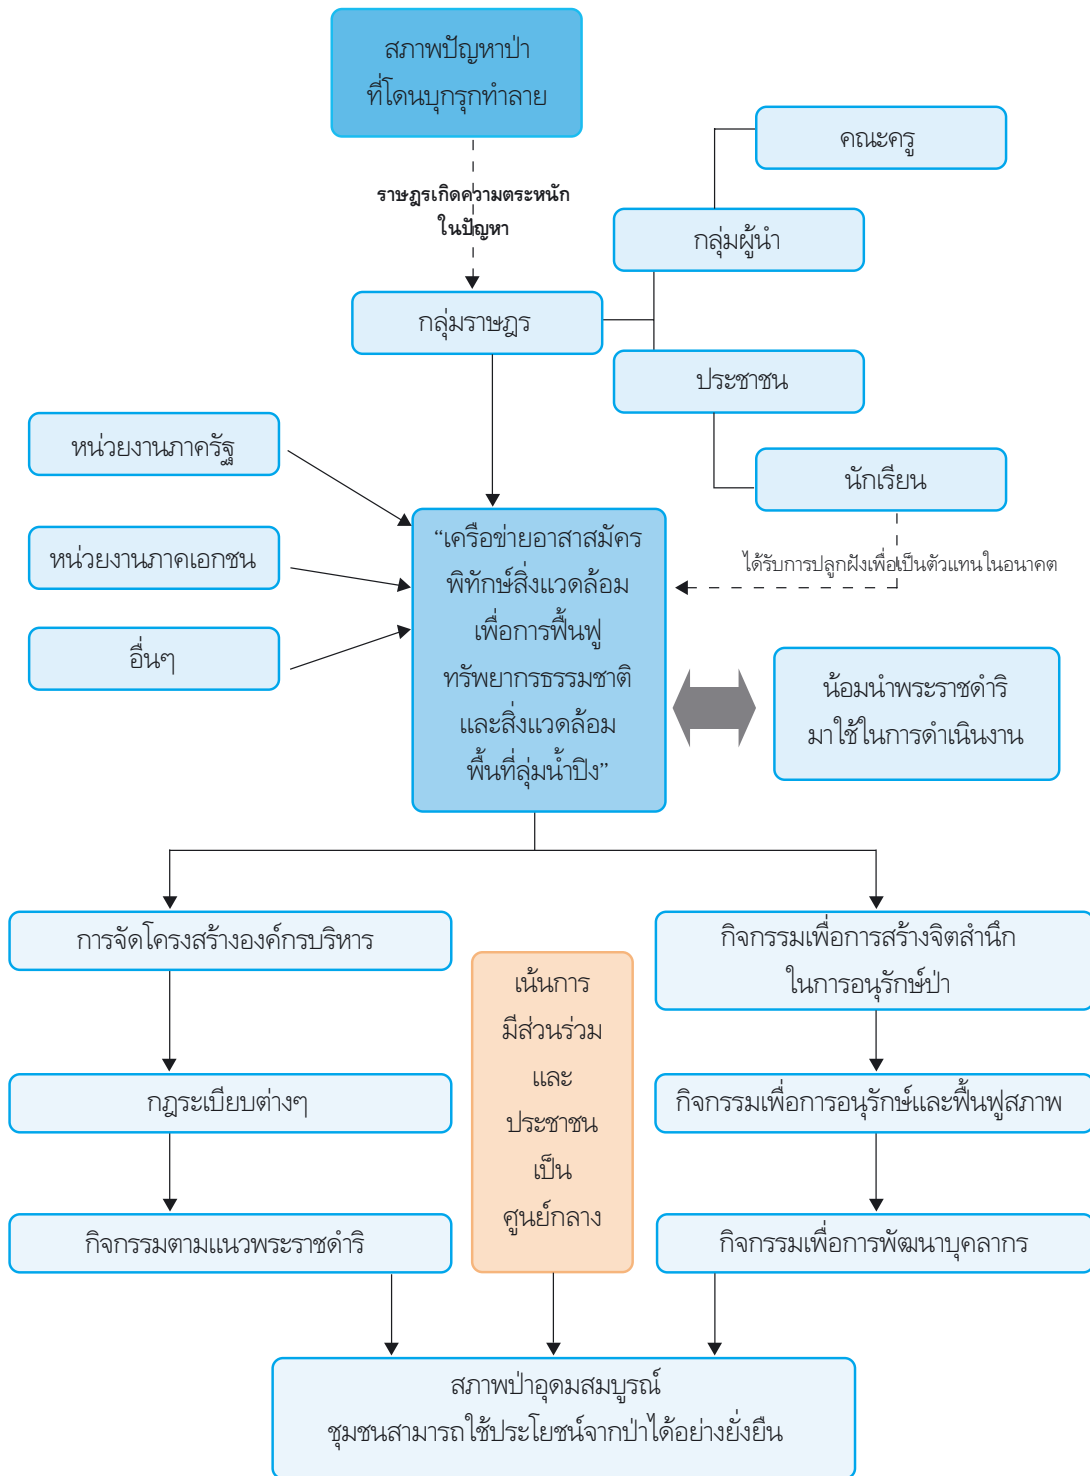 สภาพปัญหาป่า
ที่โดนบุกรุกทำลาย
ราษฎรเกิดความตระหนัก
ในปัญหา
คณะครู
กลุ่มผู้นำ
กลุ่มราษฎร
ประชาชน
นักเรียน
ได้รับการปลูกฝังเพื่อเป็นตัวแทนในอนาคต
หน่วยงานภาครัฐ
หน่วยงานภาคเอกชน
อื่นๆ
“เครือข่ายอาสาสมัคร
พิทักษ์สิ่งแวดล้อม
เพื่อการฟื้นฟู
ทรัพยากรธรรมชาติ
และสิ่งแวดล้อม
พื้นที่ลุ่มน้ำปิง”
น้อมนำพระราชดำริ
มาใช้ในการดำเนินงาน
การจัดโครงสร้างองค์กรบริหาร
กฎระเบียบต่างๆ
กิจกรรมตามแนวพระราชดำริ
เน้นการ
มีส่วนร่วม
และ
ประชาชน
เป็น
ศูนย์กลาง
กิจกรรมเพื่อการสร้างจิตสำนึก
ในการอนุรักษ์ป่า
กิจกรรมเพื่อการอนุรักษ์และฟื้นฟูสภาพ
กิจกรรมเพื่อการพัฒนาบุคลากร
สภาพป่าอุดมสมบูรณ์
ชุมชนสามารถใช้ประโยชน์จากป่าได้อย่างยั่งยืน